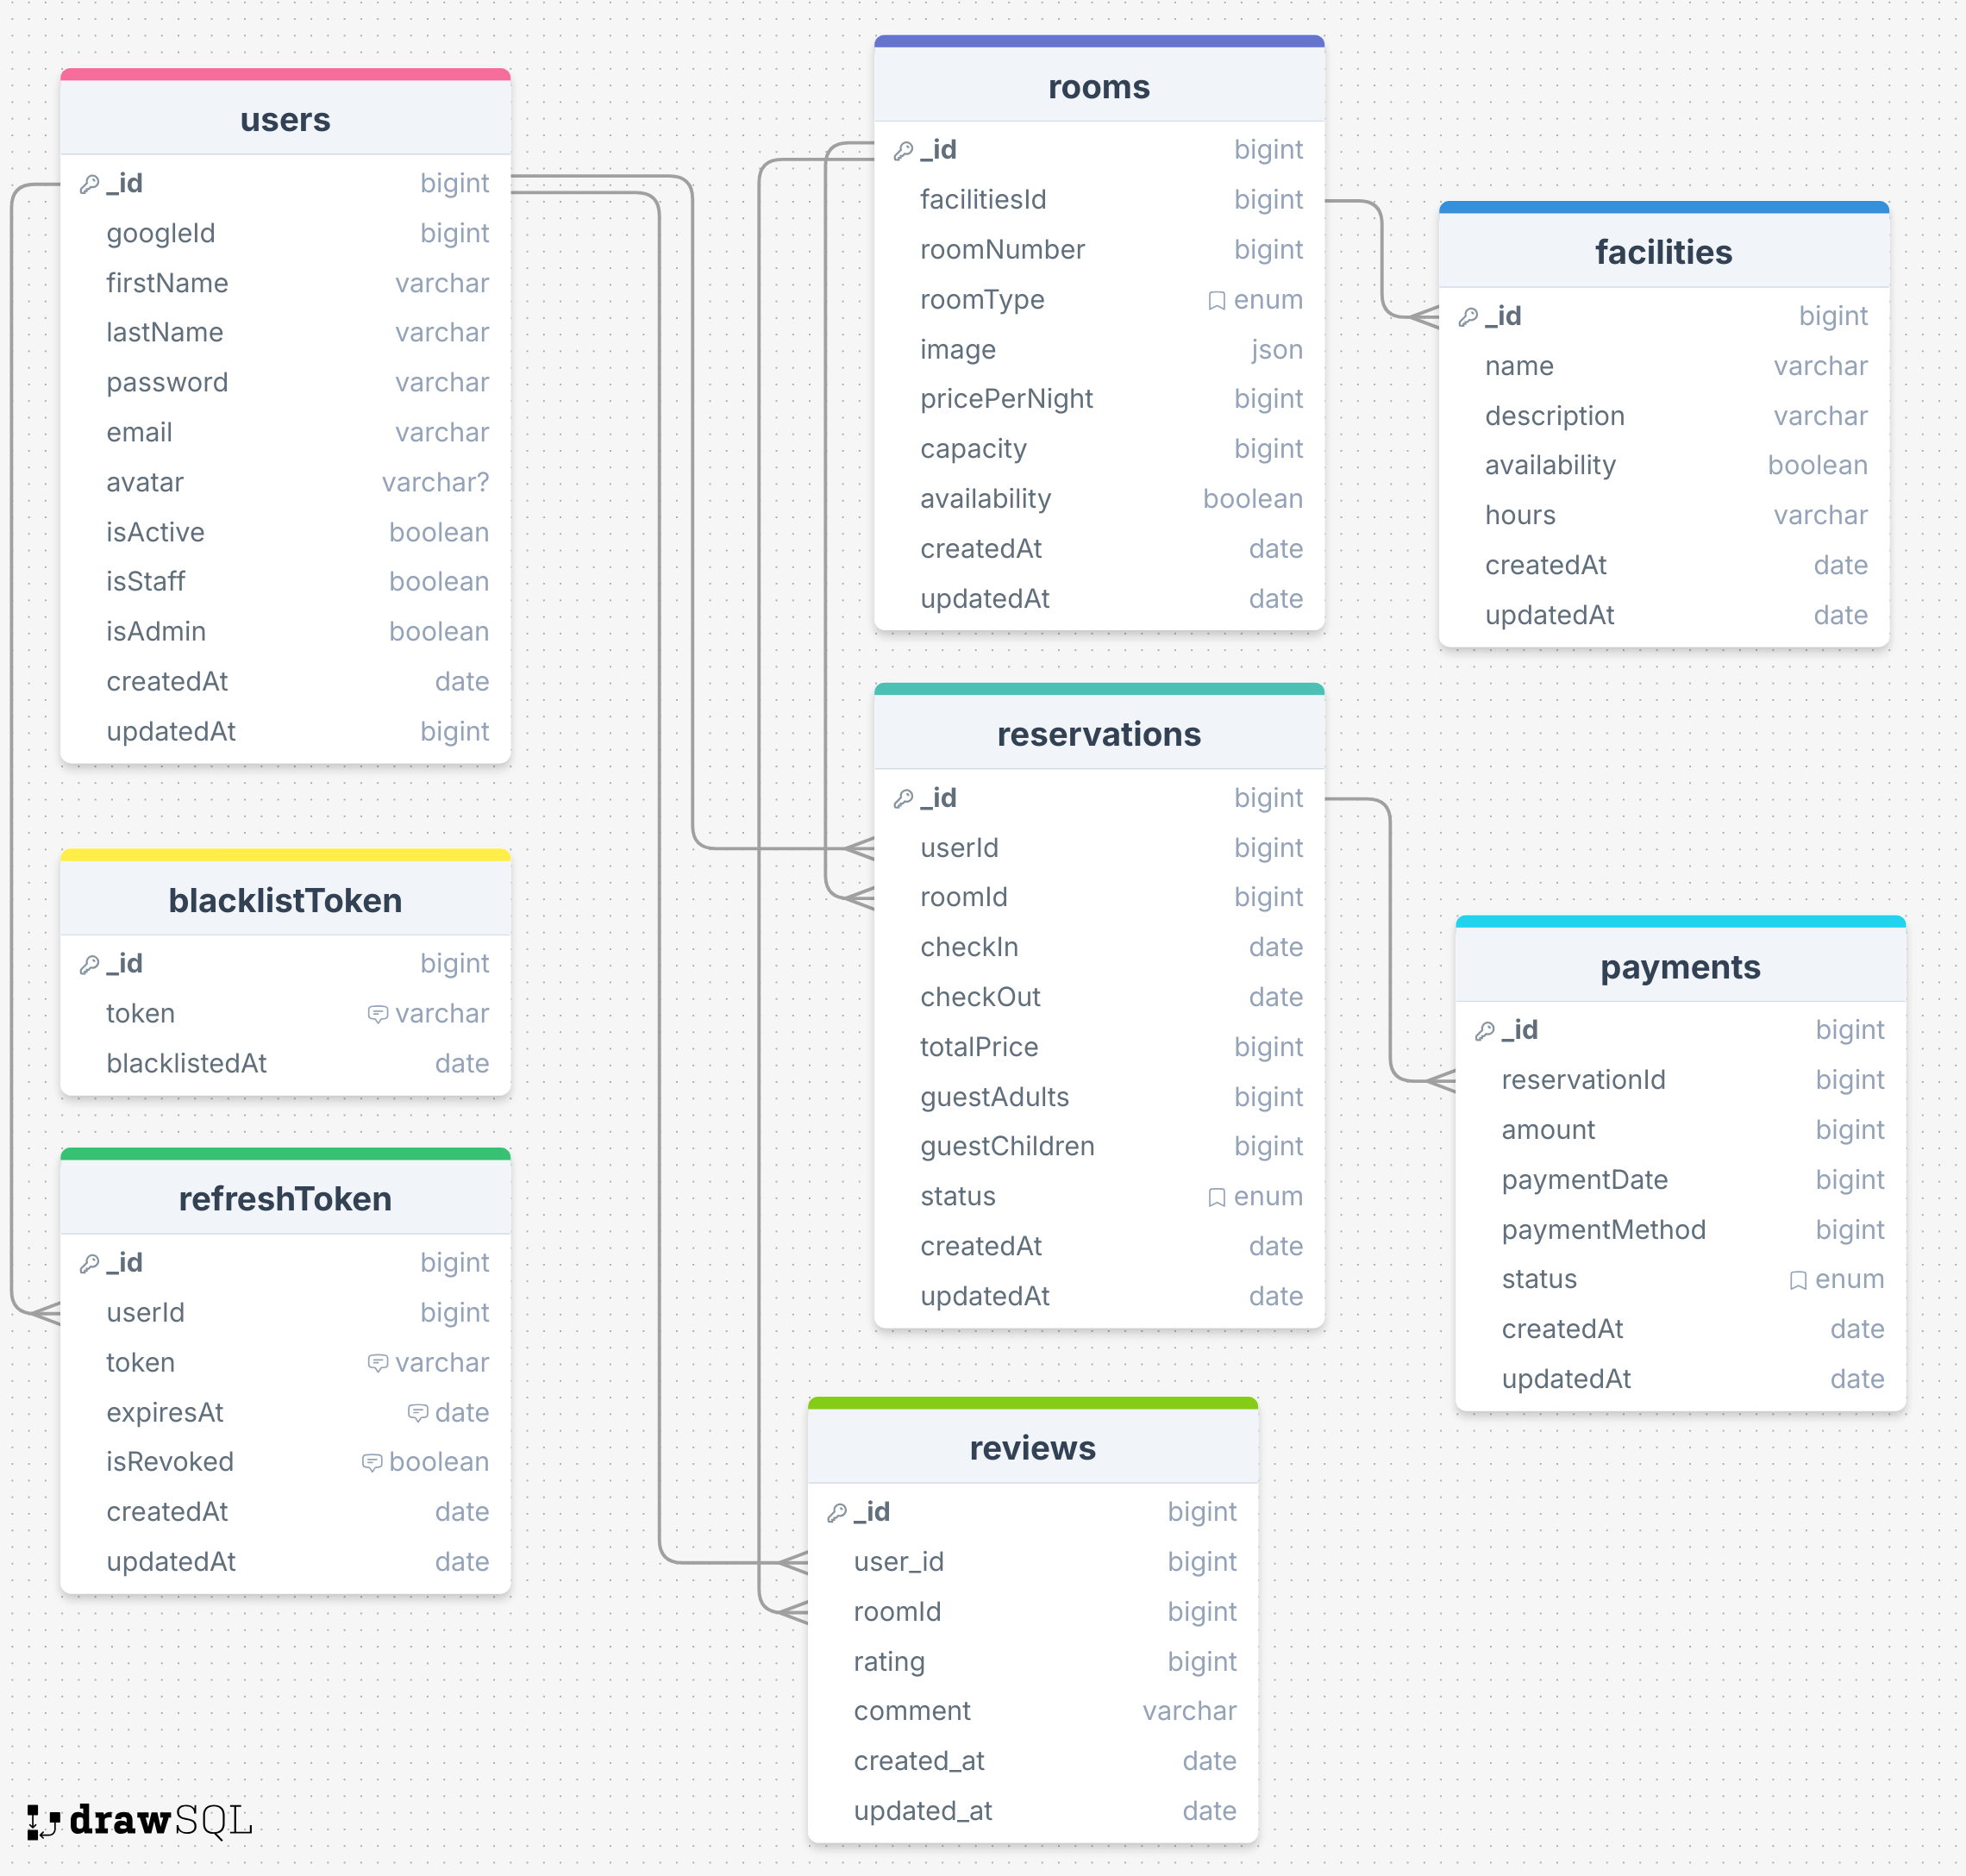 users
_id bigint
googleId bigint
firstName varchar
lastName varchar
password varchar
email varchar
avatar varchar?
isActive boolean
isStaff boolean
isAdmin boolean
createdAt date
updatedAt bigint
blacklistToken
_id bigint
token varchar
blacklistedAt date
refreshToken
_id bigint
userId bigint
token varchar
expiresAt date
isRevoked boolean
createdAt date
updatedAt date
rooms
_id bigint
facilitiesId bigint
roomNumber bigint
roomType enum
image json
pricePerNight bigint
capacity bigint
availability boolean
createdAt date
updatedAt date
reservations
_id bigint
userId bigint
roomId bigint
checkIn date
checkOut date
totalPrice bigint
guestAdults bigint
guestChildren bigint
status enum
createdAt date
updatedAt date
reviews
_id bigint
user_id bigint
roomId bigint
rating bigint
comment varchar
created_at date
updated_at date
facilities
_id bigint
name varchar
description varchar
availability boolean
hours varchar
createdAt date
updatedAt date
payments
_id bigint
reservationId bigint
amount bigint
paymentDate bigint
paymentMethod bigint
status enum
createdAt date
updatedAt date
drawSQL